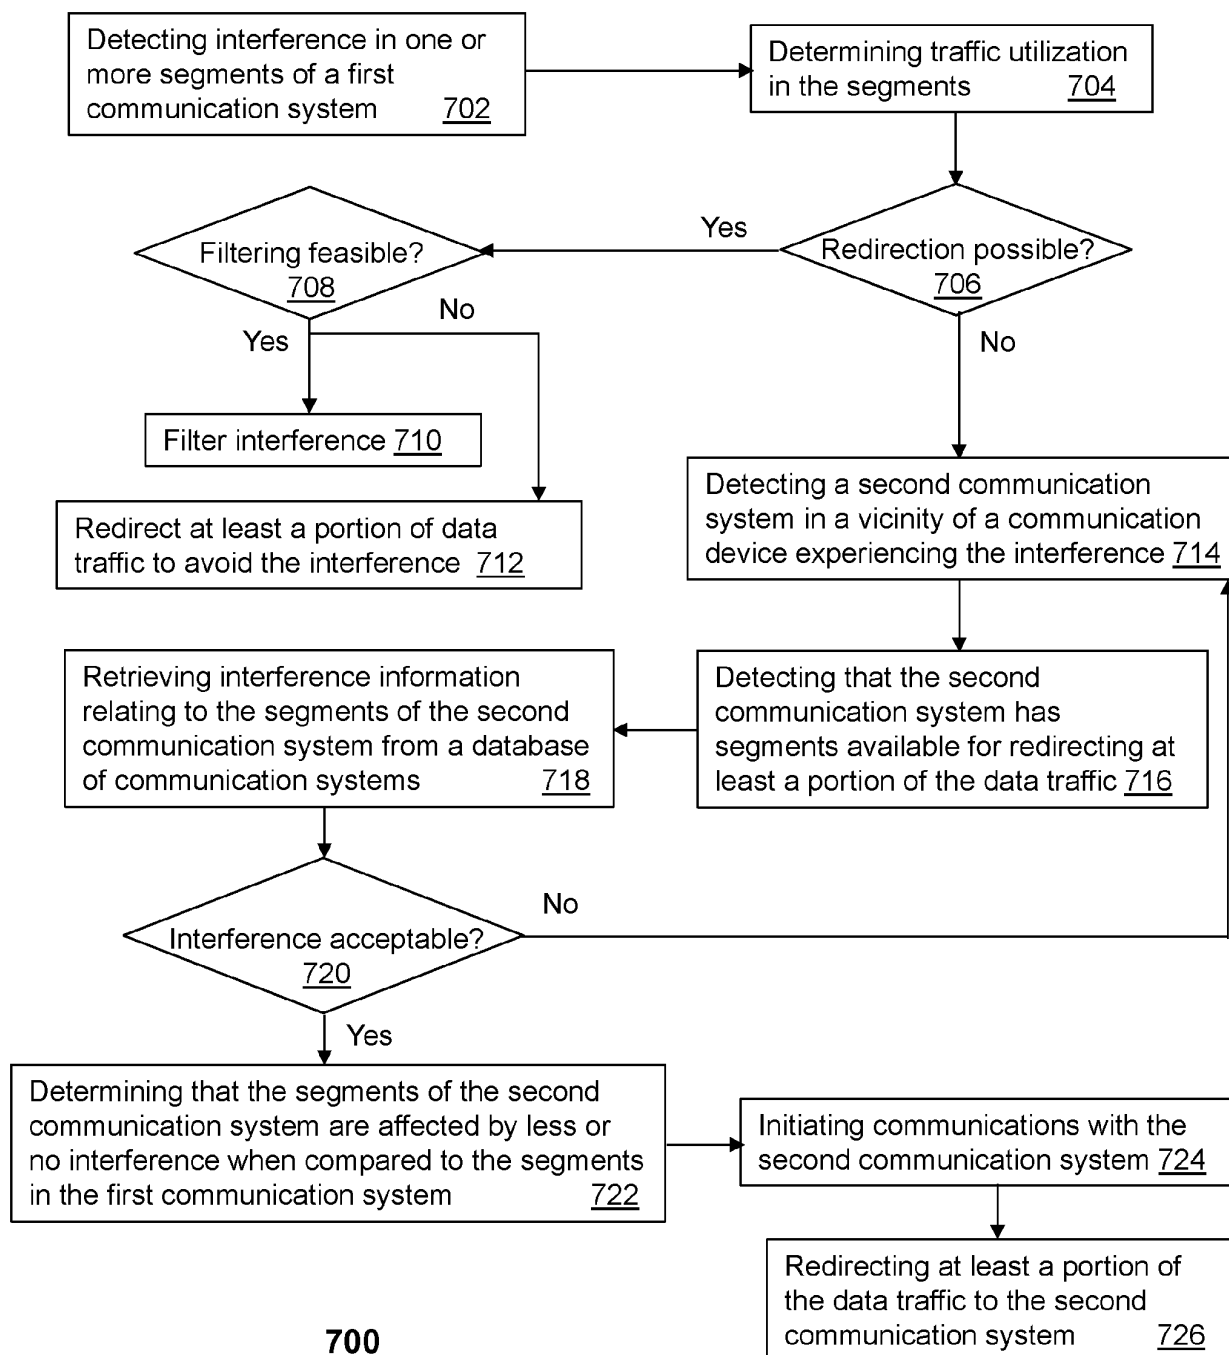 Detecting interference in one or
more segments of a first
communication system 702
Determining traffic utilization
in the segments 704
Yes
Filtering feasible?
708
Redirection possible?
706
No
Yes
No
Filter interference 710
Redirect at least a portion of data
traffic to avoid the interference 712
Detecting a second communication
system in a vicinity of a communication
device experiencing the interference 714
Retrieving interference information
relating to the segments of the second
communication system from a database
of communication systems 718
Detecting that the second
communication system has
segments available for redirecting at
least a portion of the data traffic 716
No
Interference acceptable?
720
Yes
Determining that the segments of the second
communication system are affected by less or
no interference when compared to the segments
in the first communication system 722
Initiating communications with the
second communication system 724
Redirecting at least a portion of
the data traffic to the second
communication system 726
700